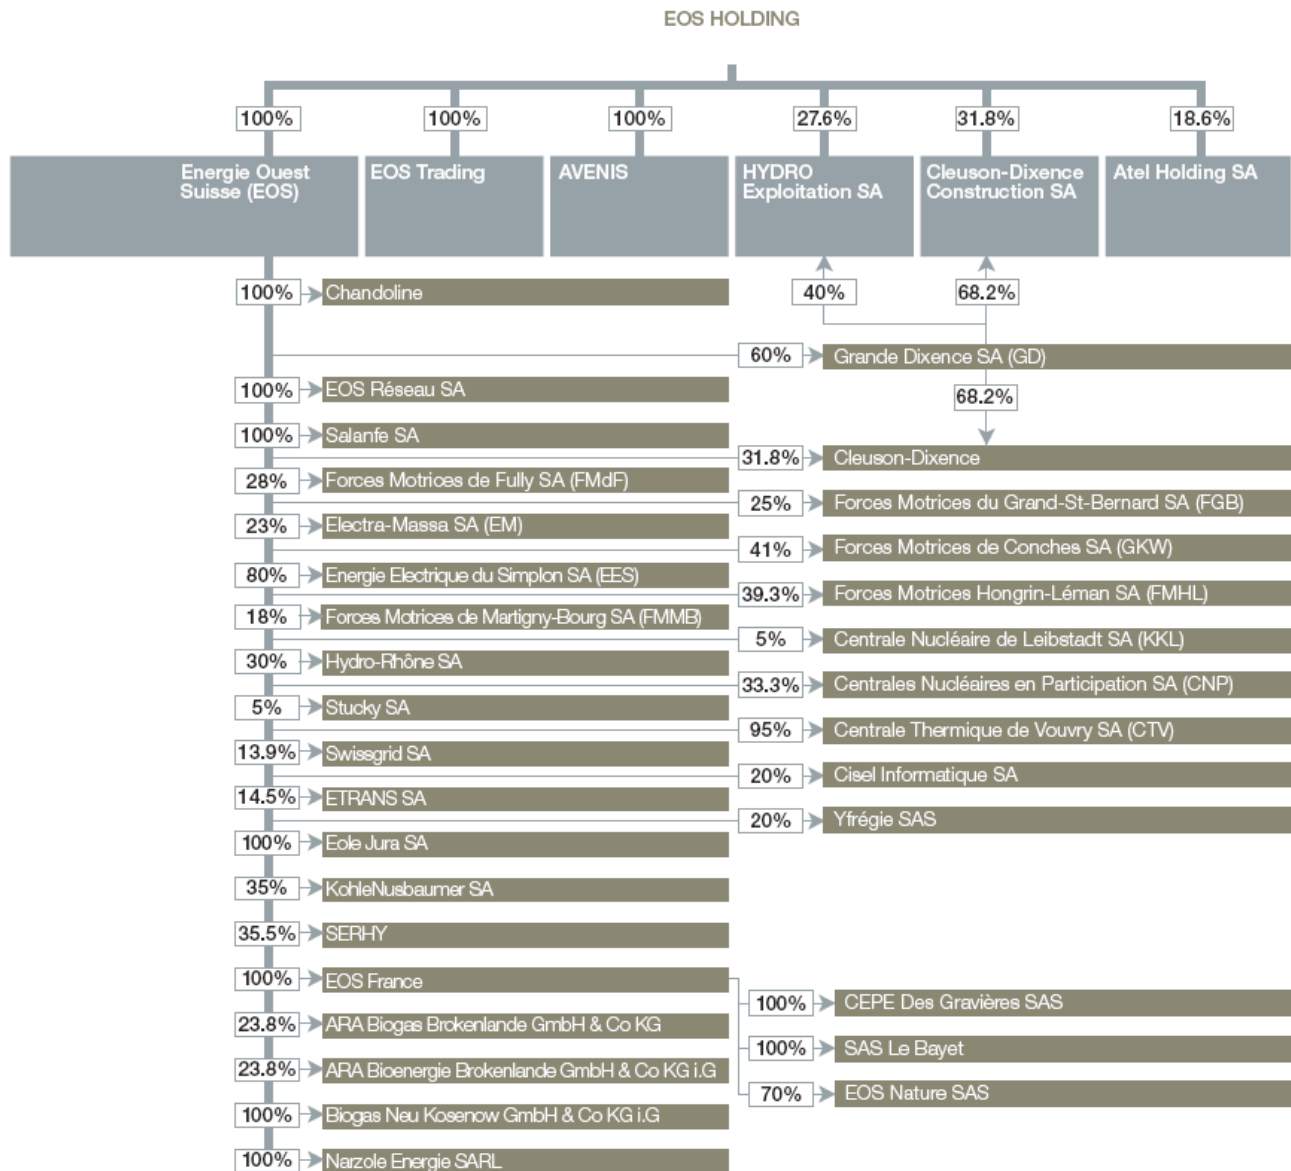 EOS HOLDING
100%
100%
100%
27.6%
31.8%
18.6%
Energie Ouest
Suisse (EOS)
EOS Trading
AVENIS
HYDRO
Exploitation SA
Cleuson-Dixence
Construction SA
Atel Holding SA
100%
Chandoline
40%
68.2%
60%
Grande Dixence SA (GD)
100%
EOS Réseau SA
68.2%
100%
Salanfe SA
31.8%
Cleuson-Dixence
28%
Forces Motrices de Fully SA (FMdF)
25%
Forces Motrices du Grand-St-Bernard SA (FGB)
23%
Electra-Massa SA (EM)
41%
Forces Motrices de Conches SA (GKW)
80%
Energie Electrique du Simplon SA (EES)
39.3%
Forces Motrices Hongrin-Léman SA (FMHL)
18%
Forces Motrices de Martigny-Bourg SA (FMMB)
5%
Centrale Nucléaire de Leibstadt SA (KKL)
30%
Hydro-Rhône SA
33.3%
Centrales Nucléaires en Participation SA (CNP)
5%
Stucky SA
95%
Centrale Thermique de Vouvry SA (CTV)
13.9%
Swissgrid SA
20%
Cisel Informatique SA
14.5%
ETRANS SA
20%
Yfrégie SAS
100%
Eole Jura SA
35%
KohleNusbaumer SA
35.5%
SERHY
100%
EOS France
100%
CEPE Des Gravières SAS
23.8%
ARA Biogas Brokenlande GmbH & Co KG
100%
SAS Le Bayet
23.8%
ARA Bioenergie Brokenlande GmbH & Co KG i.G
70%
EOS Nature SAS
100%
Biogas Neu Kosenow GmbH & Co KG i.G
100%
Narzole Energie SARL